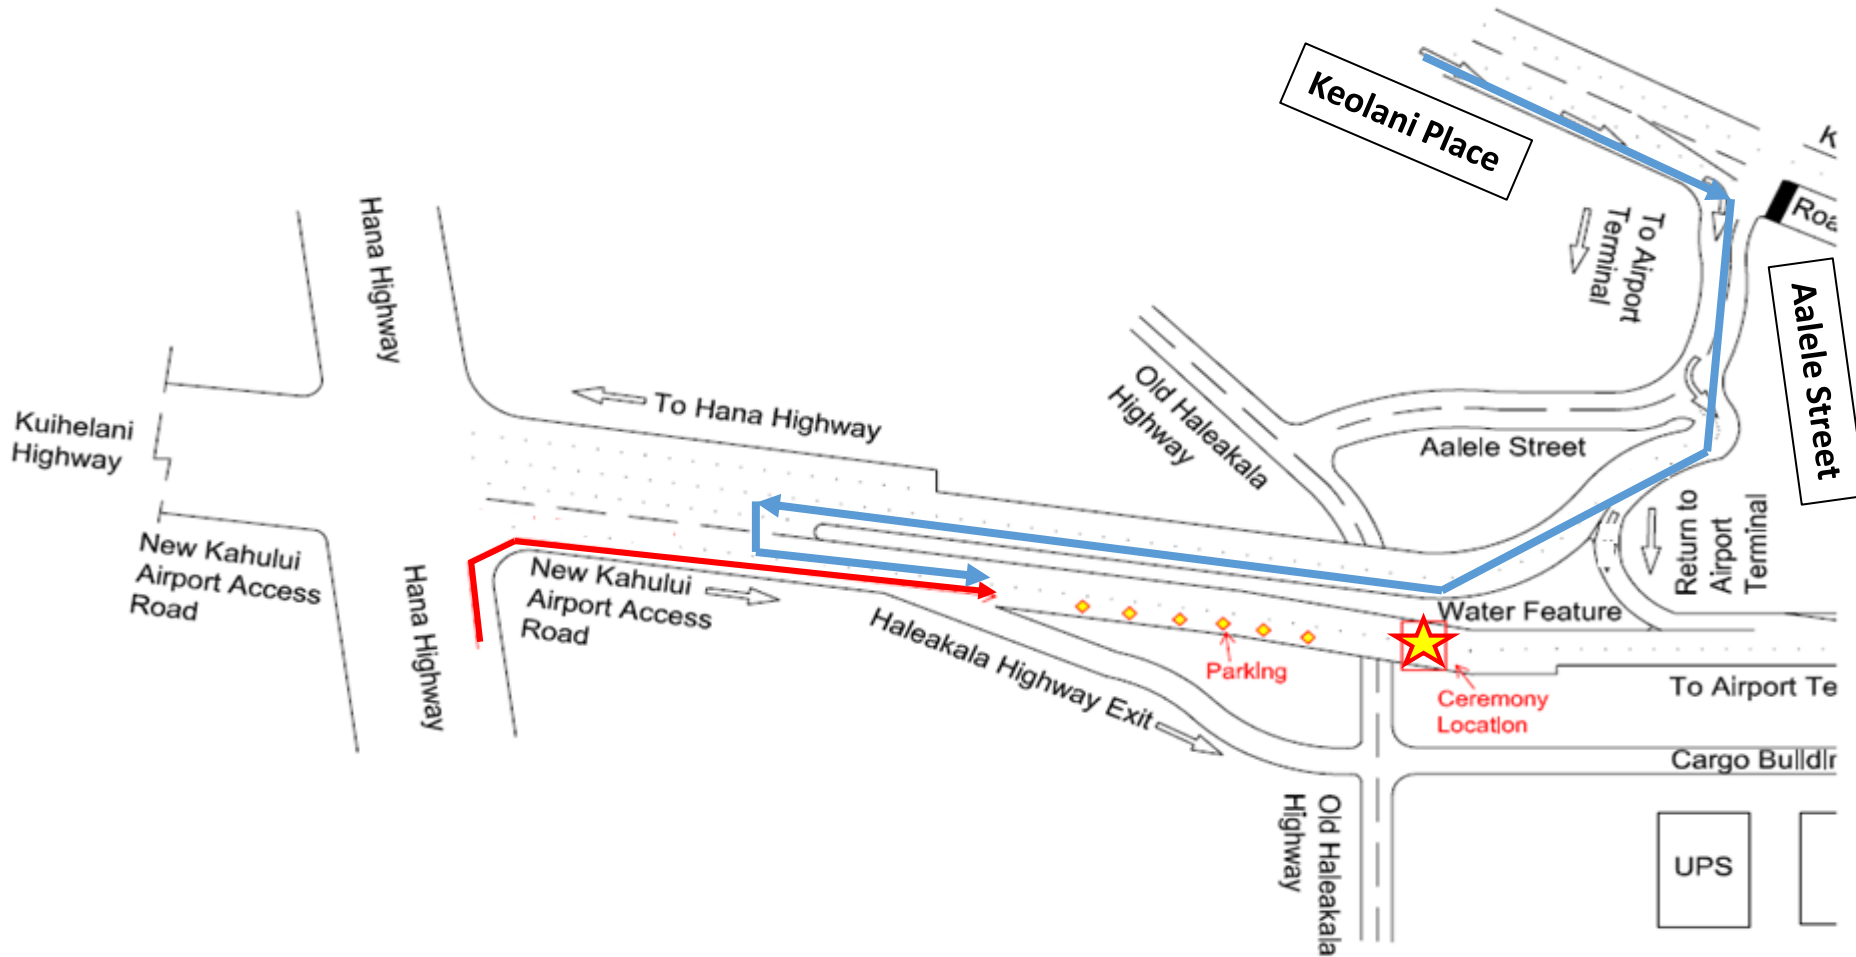 Keolani Place
K
Roa
To Airport
Terminal
Aalele Street
Hana Highway
To Hana Highway
Old Haleakala
Highway
Aalele Street
Kuihelani
Highway
New Kahului
Airport Access
Road
Hana Highway
New Kahului
Airport Access
Road
Haleakala Highway Exit
Return to
Airport
Terminal
Water Feature
Parking
Ceremony
Location
To Airport Te
Cargo Buildir
Old Haleakala
Highway
UPS